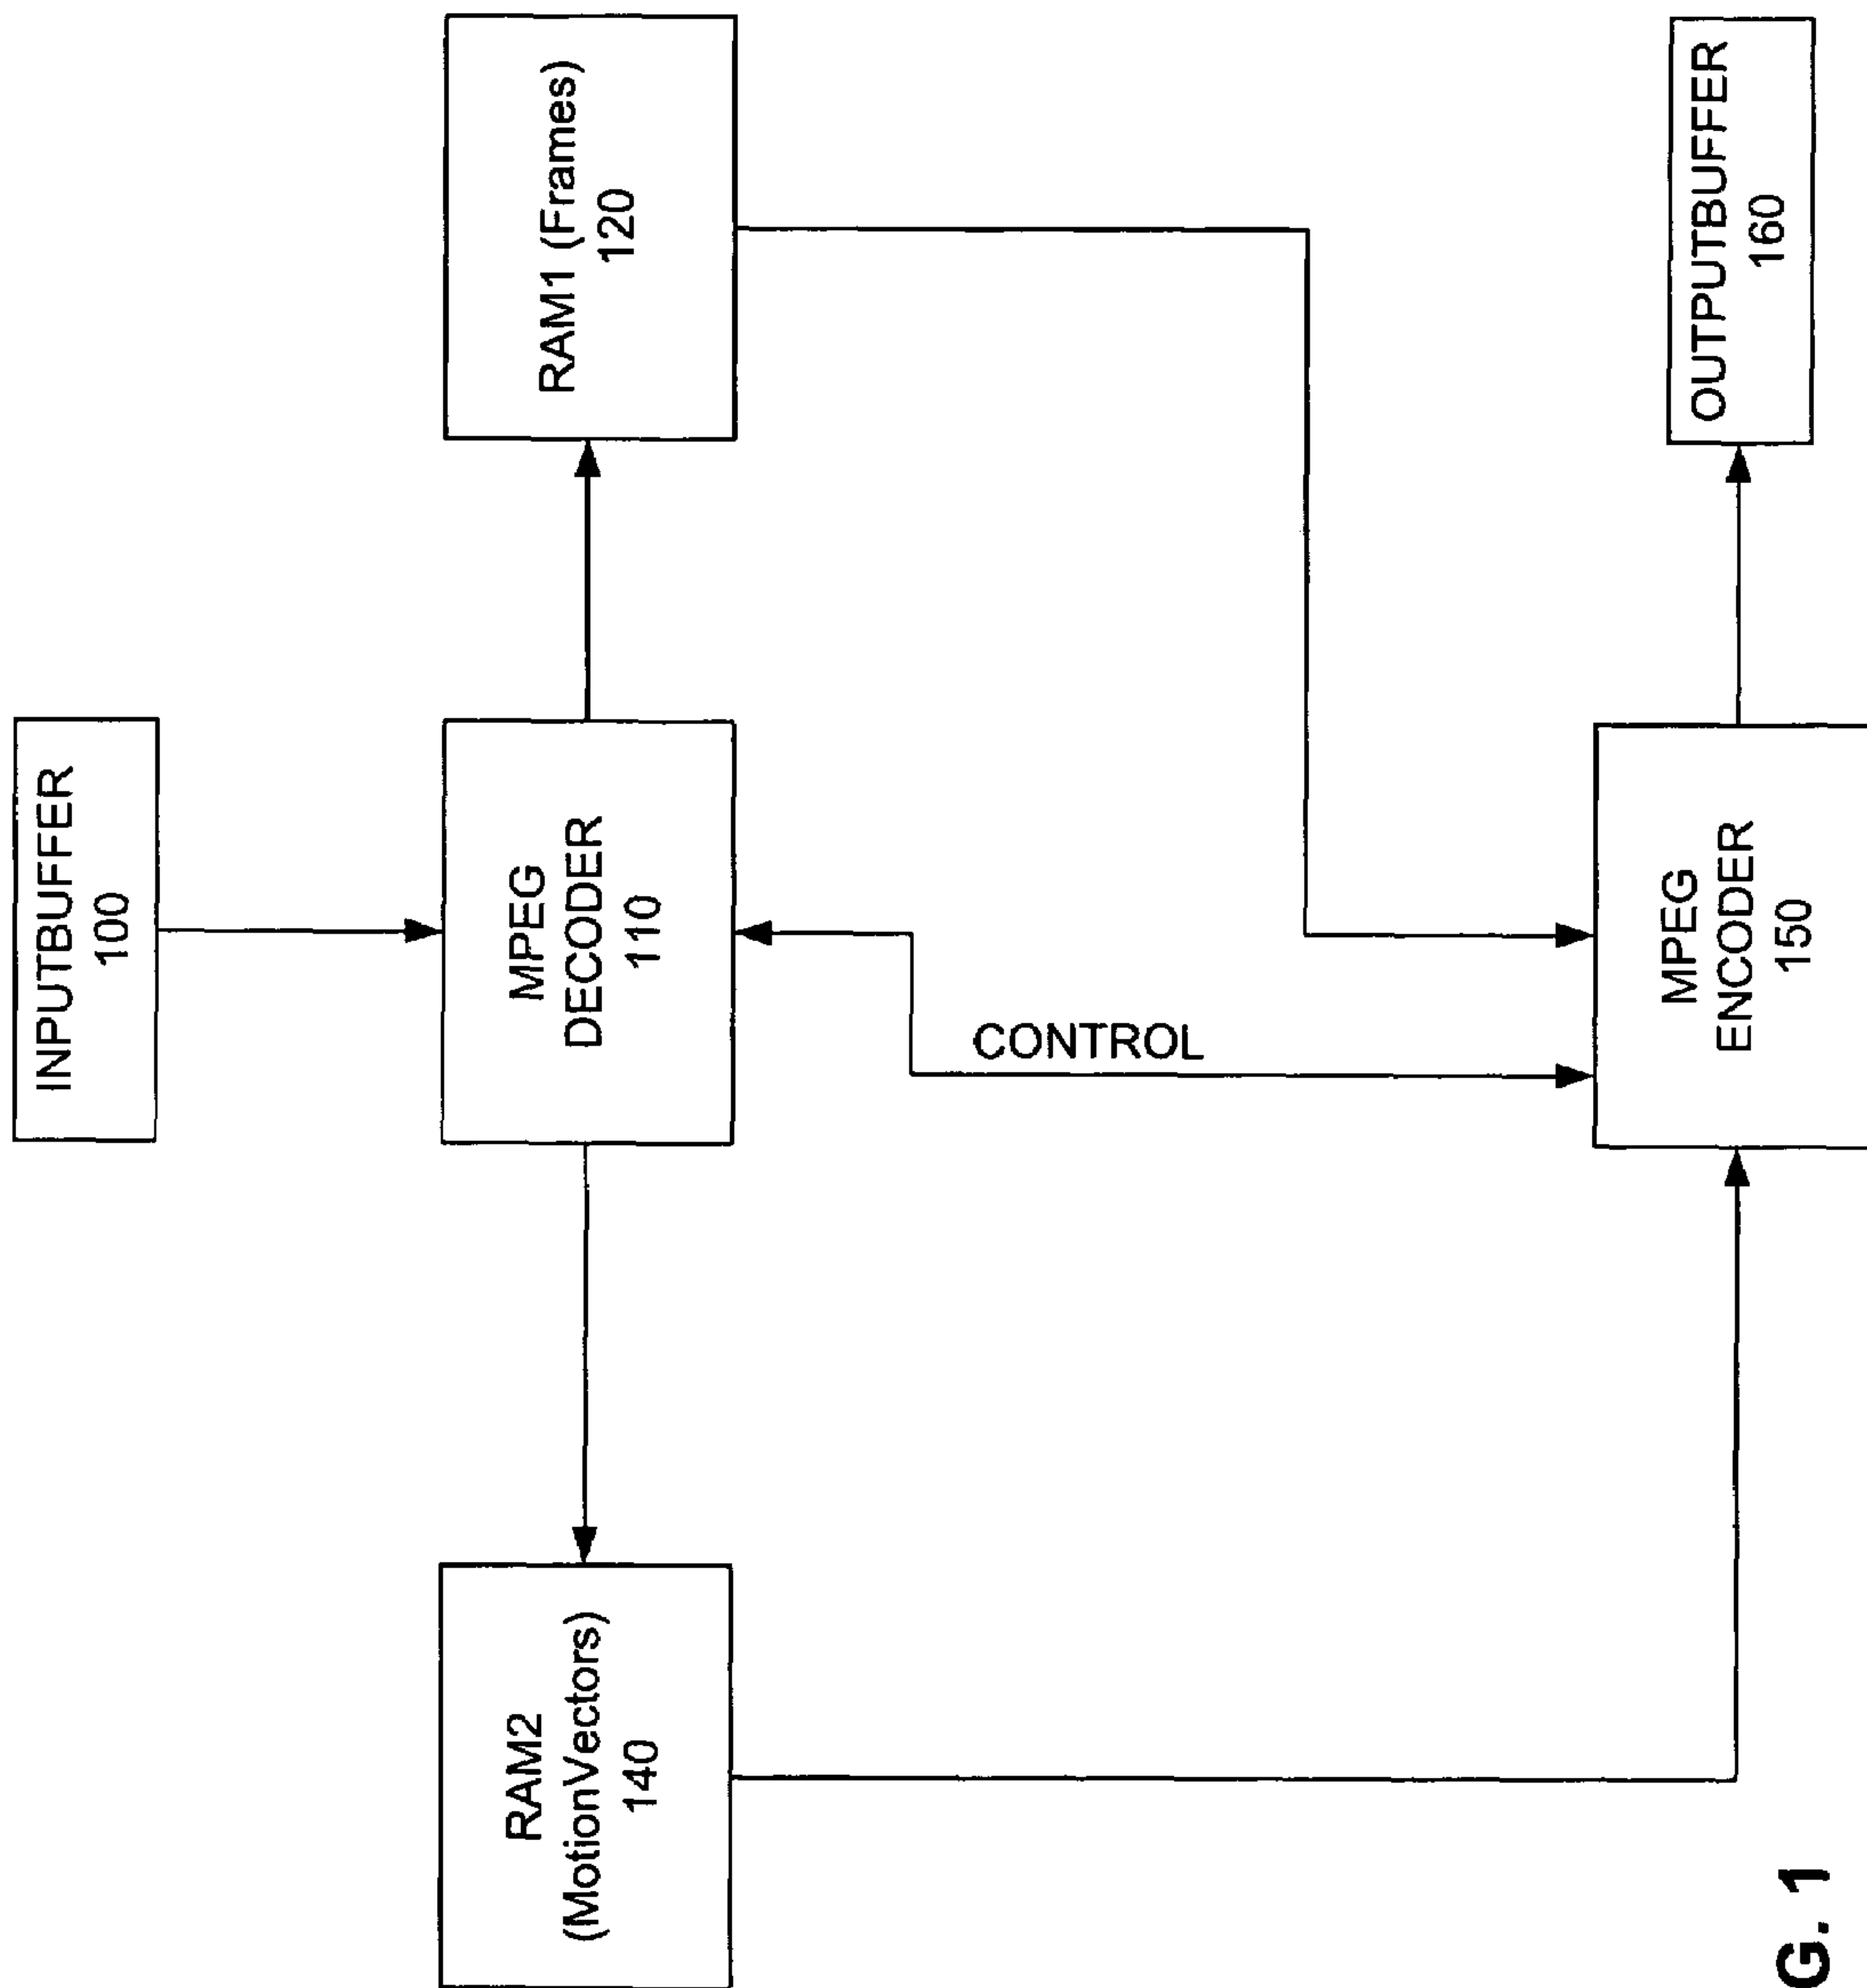 INPUTBUFFER
100
RAM2
(MotionVectors)
140
MPEG
DECODER
110
RAM1 (Frames)
120
CONTROL
MPEG
ENCODER
150
OUTPUTBUFFER
160
G. 1